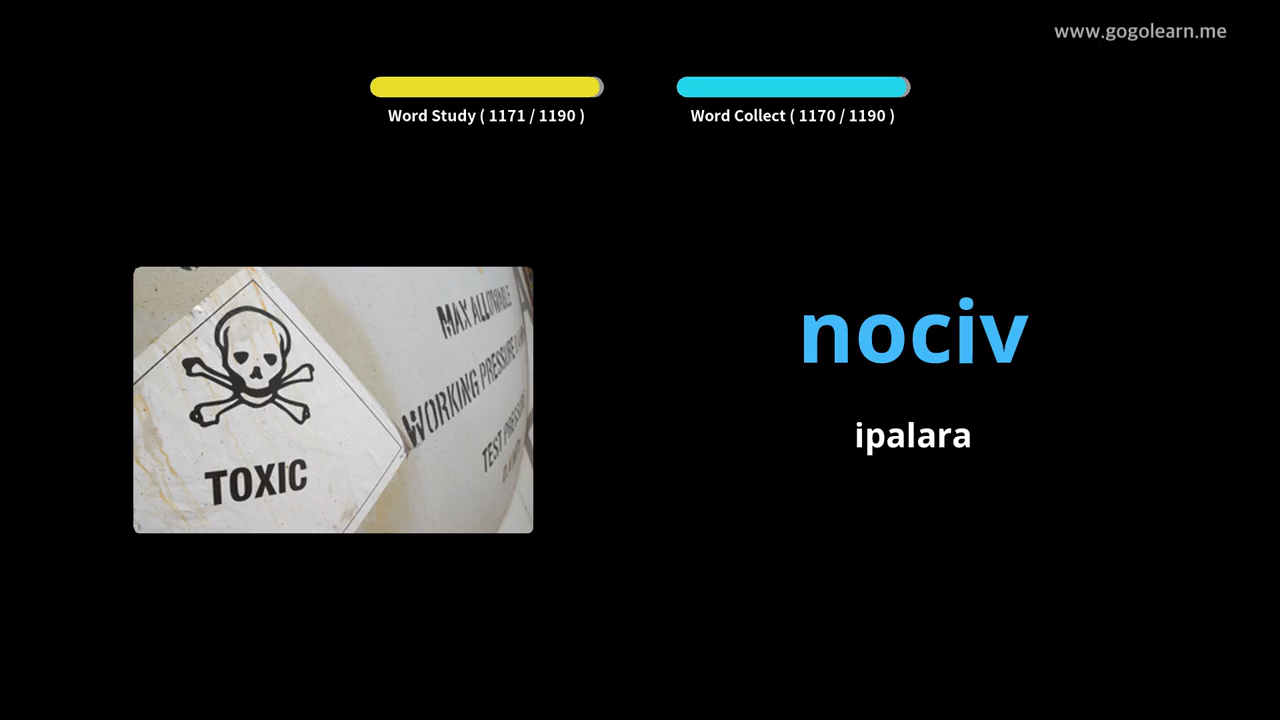 www.gogolearn.me
Word Study ( 1171 / 1190 )
Word Collect ( 1170 / 1190 )
TOXIC
MAX ALLOWABLE
WORKING PRESSURE
TEST PRESSURE
nociv
ipalara